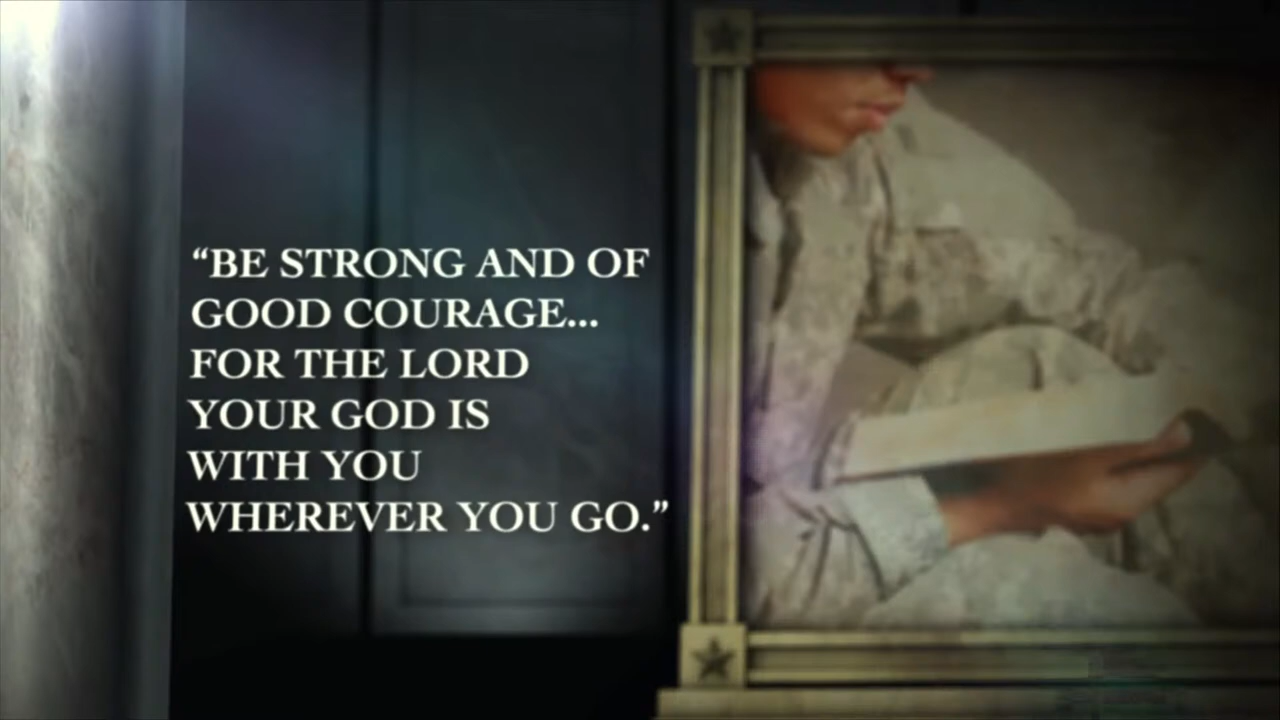 “BE STRONG AND OF
GOOD COURAGE...
FOR THE LORD
YOUR GOD IS
WITH YOU
WHEREVER YOU GO.”